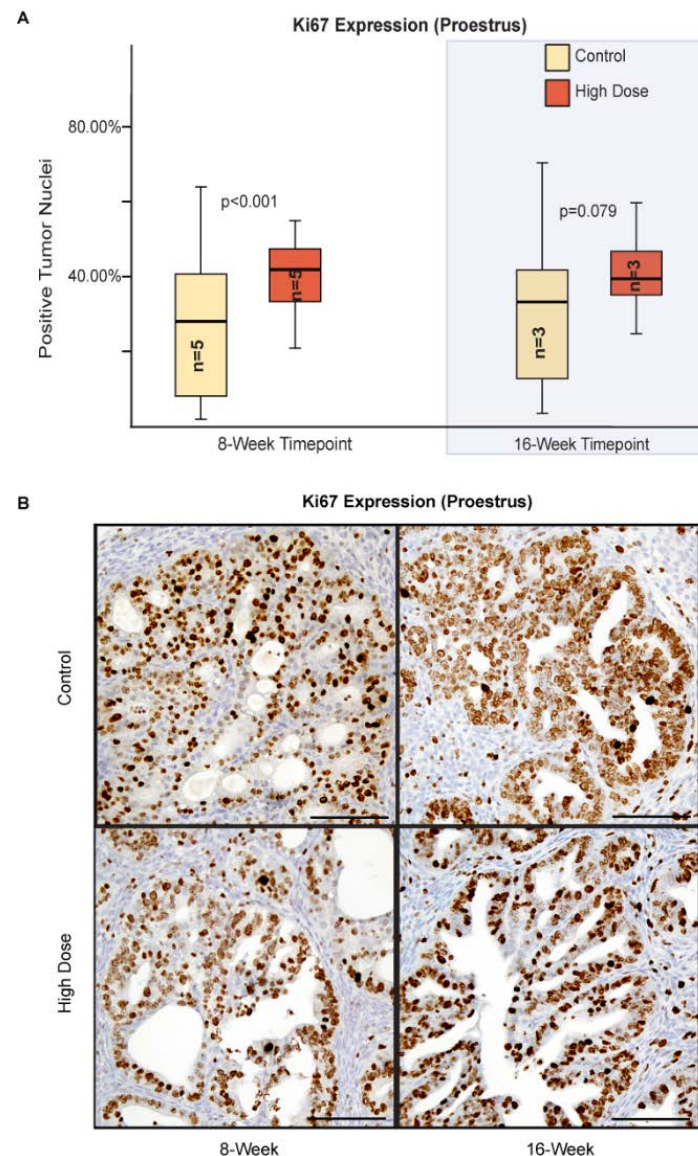 A
Ki67 Expression (Proestrus)
Control
High Dose
80.00%
40.00%
Positive Tumor Nuclei
p<0.001
p=0.079
n=5
n=5
n=3
n=3
8-Week Timepoint
16-Week Timepoint
B
Ki67 Expression (Proestrus)
Control
High Dose
8-Week
16-Week